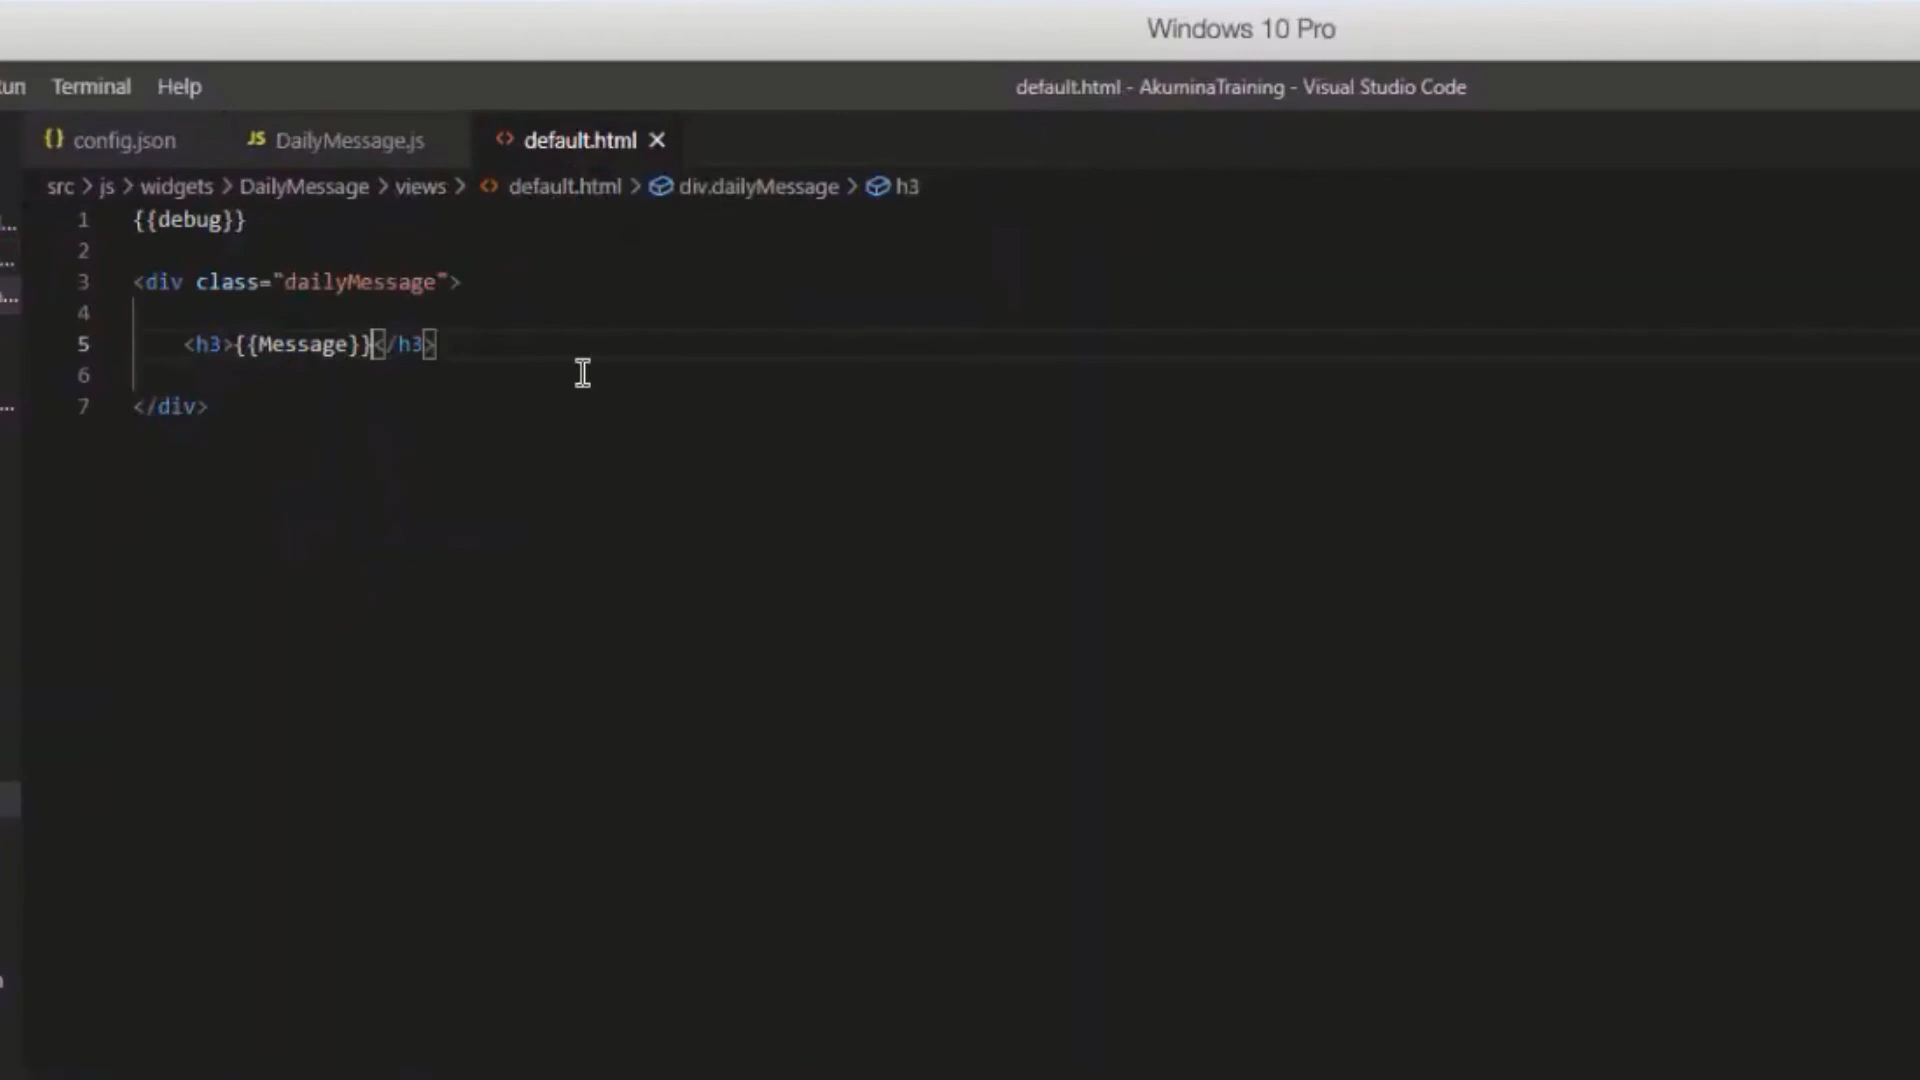 Windows 10 Pro
Terminal Help
default.html - AkuminaTraining - Visual Studio Code
{} config.json JS DailyMessage.js <> default.html ×
src > js > widgets > DailyMessage > views > <> default.html > div.dailyMessage > h3
1 {{debug}}
2
3 <div class="dailyMessage">
4
5 <h3>{{Message}}</h3>
6
7 </div>